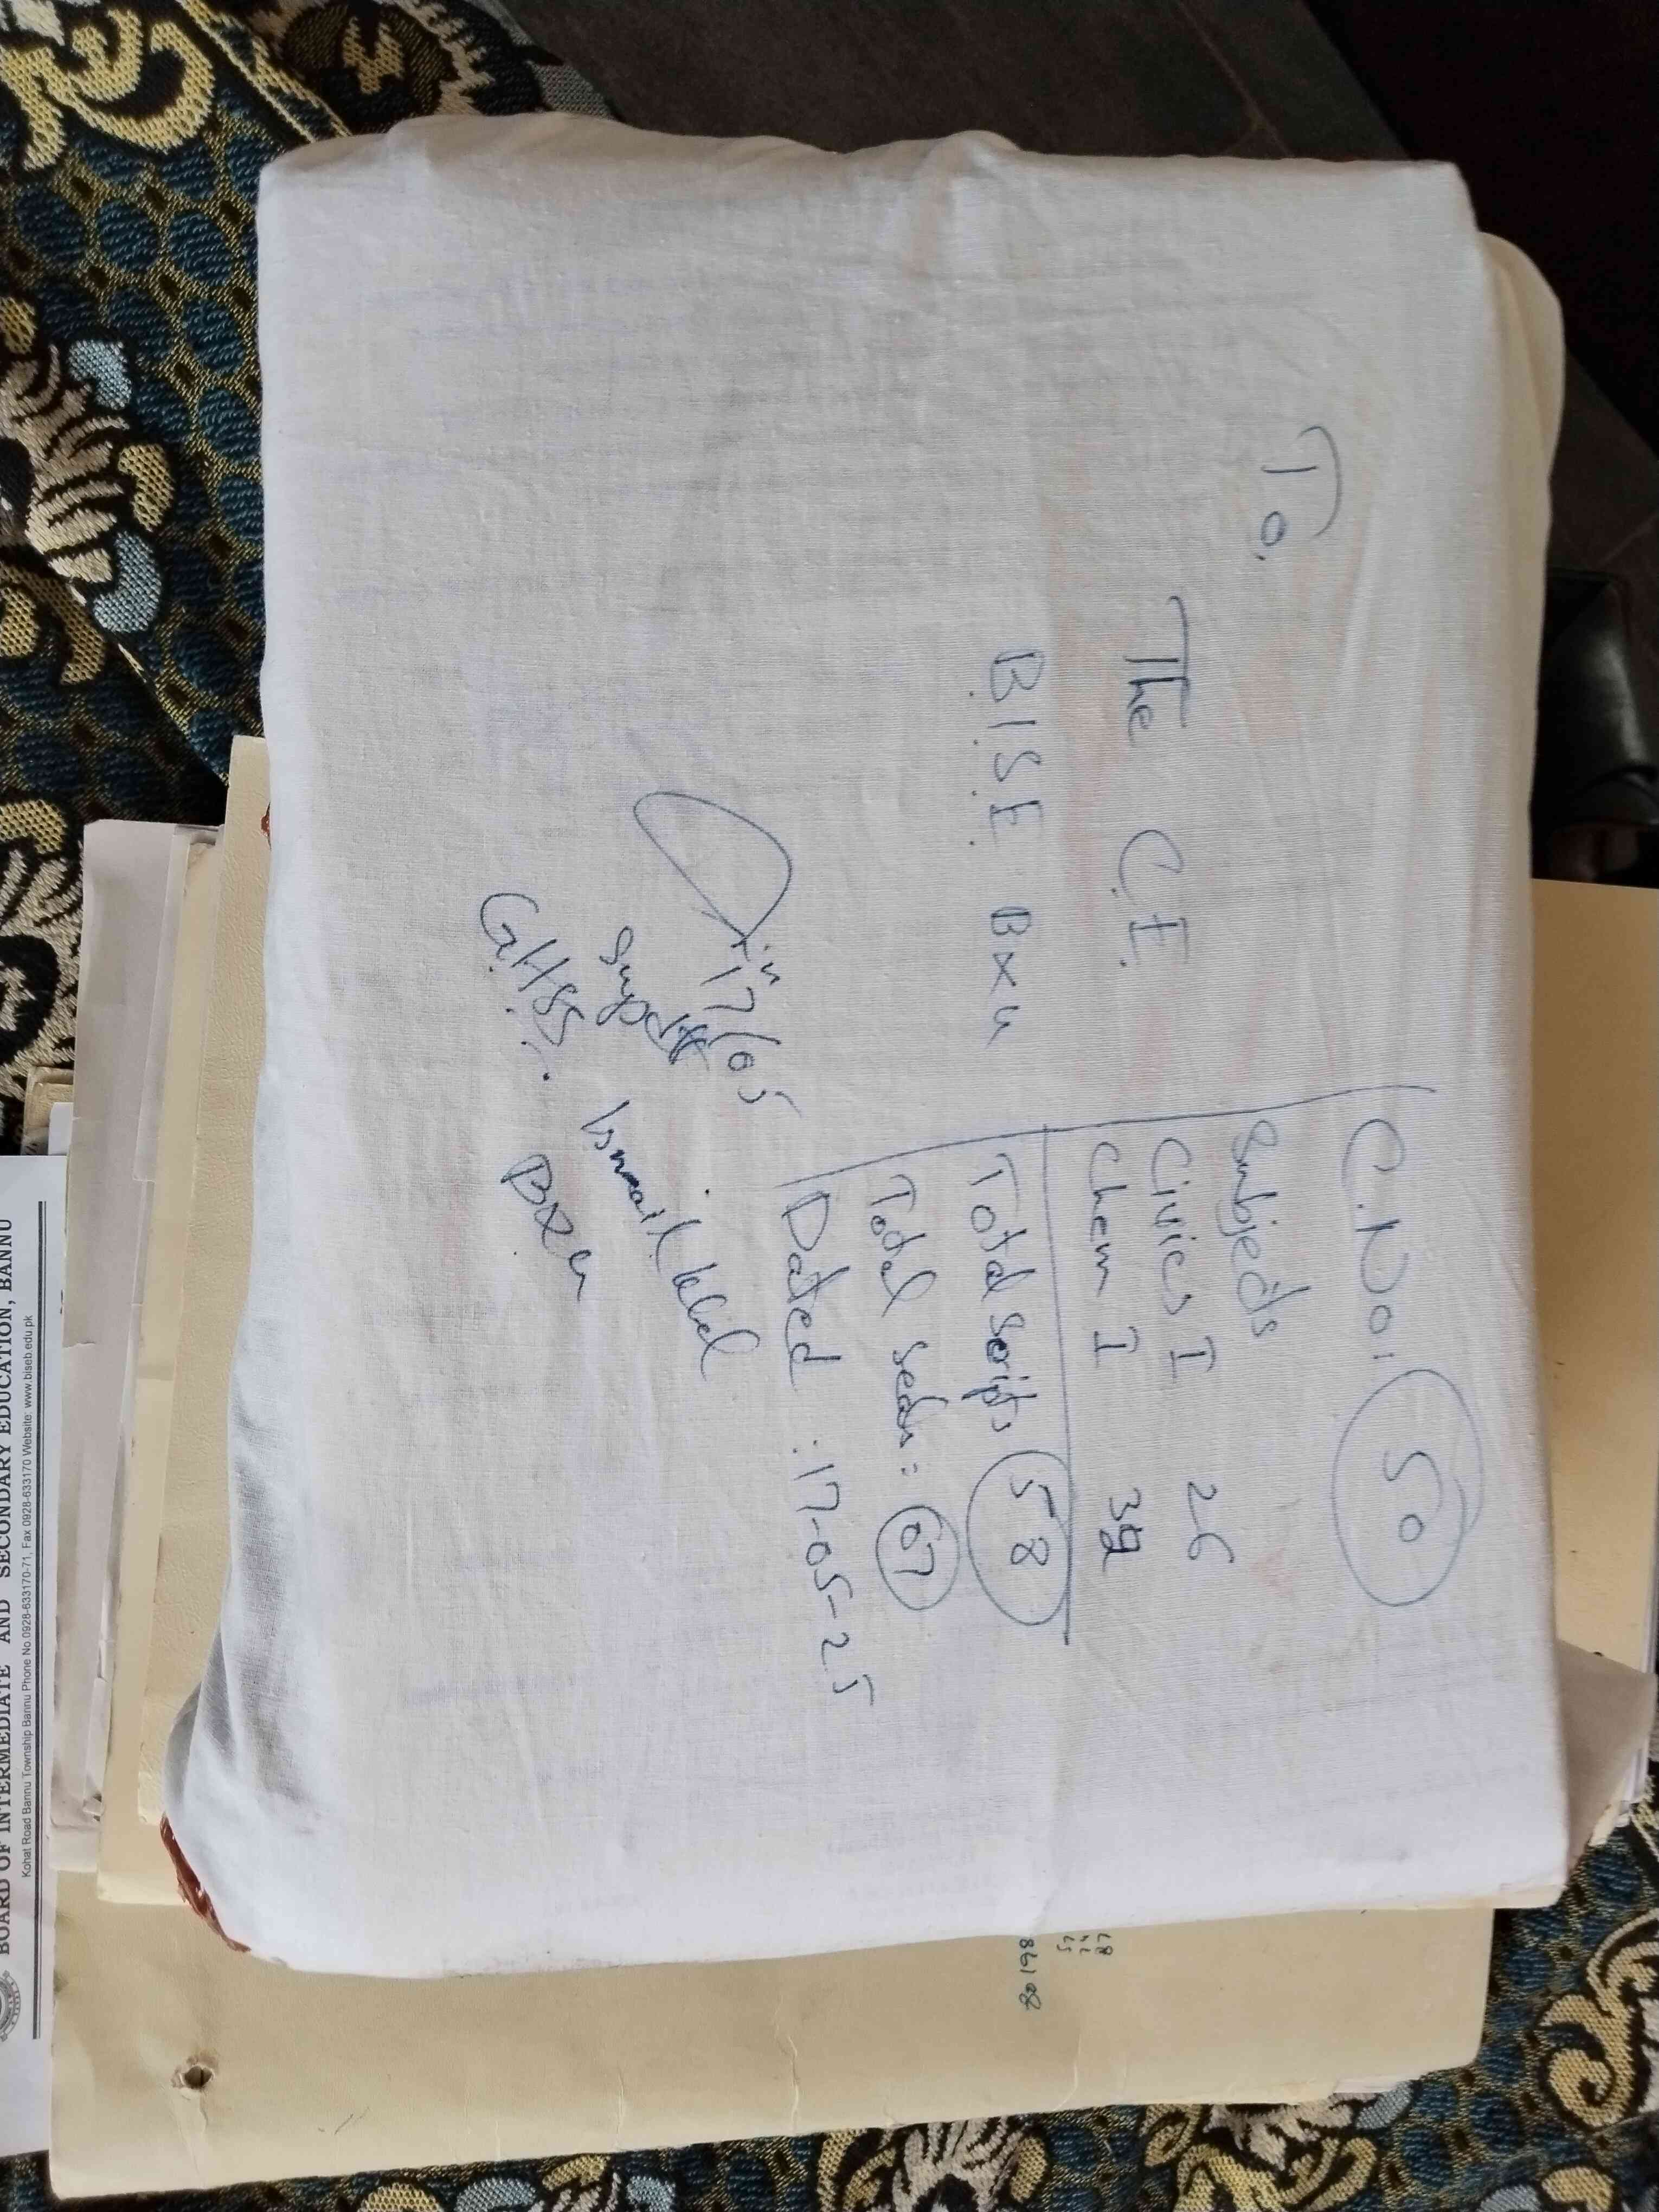 To.
The C.E.
B.I.S.E. Bxu
C.No: 50
Subjects
Civics I 26
Chem I 32
Total Scripts 58
Total seals: 07
Dated : 17-05-25
17/05
Supdtt
G.H.S.S.
Ismail Khel
Bxu
BOARD OF INTERMEDIATE AND SECONDARY EDUCATION, BANNU
Kohat Road Bannu Township Bannu Phone No.0928-633170-71, Fax 0928-633170 Website: www.biseb.edu.pk